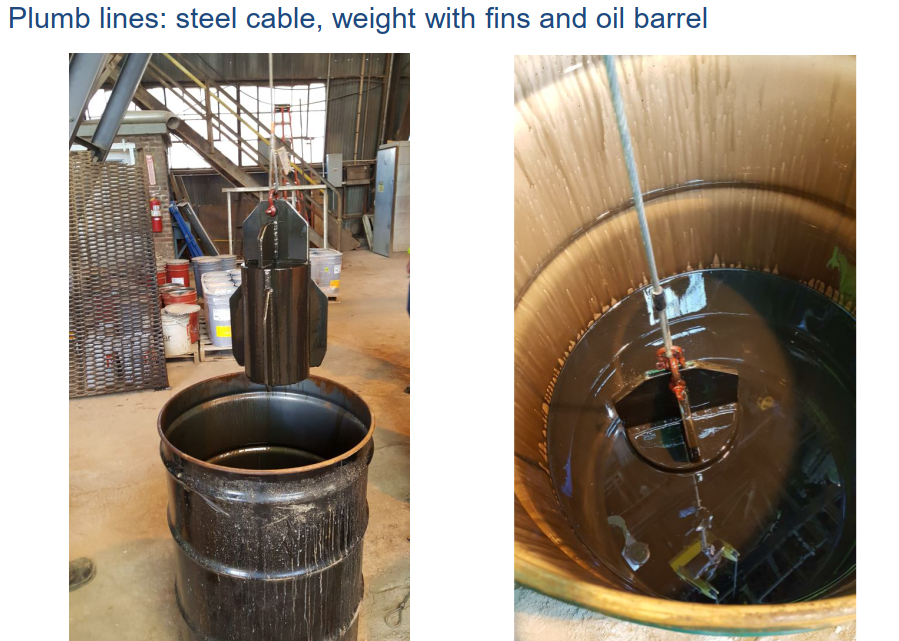 Plumb lines: steel cable, weight with fins and oil barrel